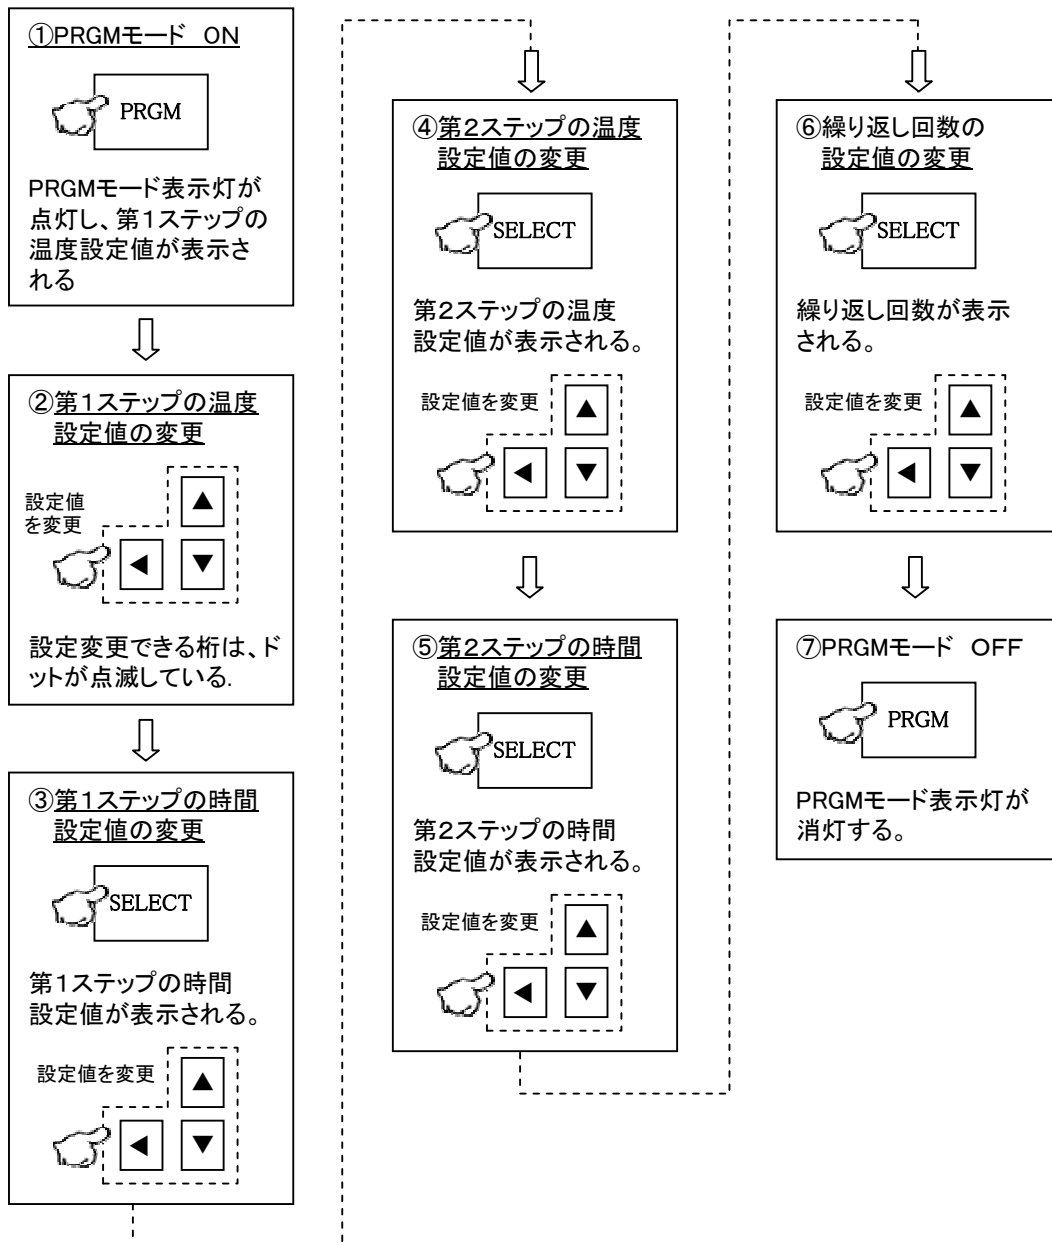 ①PRGMモード　ON
PRGM
PRGMモード表示灯が
点灯し、第1ステップの
温度設定値が表示さ
れる
②第1ステップの温度
設定値の変更
設定値
を変更
▲
◀
▼
設定変更できる桁は、ド
ットが点滅している.
③第1ステップの時間
設定値の変更
SELECT
第1ステップの時間
設定値が表示される。
設定値を変更
▲
◀
▼
④第2ステップの温度
設定値の変更
SELECT
第2ステップの温度
設定値が表示される。
設定値を変更
▲
◀
▼
⑤第2ステップの時間
設定値の変更
SELECT
第2ステップの時間
設定値が表示される。
設定値を変更
▲
◀
▼
⑥繰り返し回数の
設定値の変更
SELECT
繰り返し回数が表示
される。
設定値を変更
▲
◀
▼
⑦PRGMモード　OFF
PRGM
PRGMモード表示灯が
消灯する。